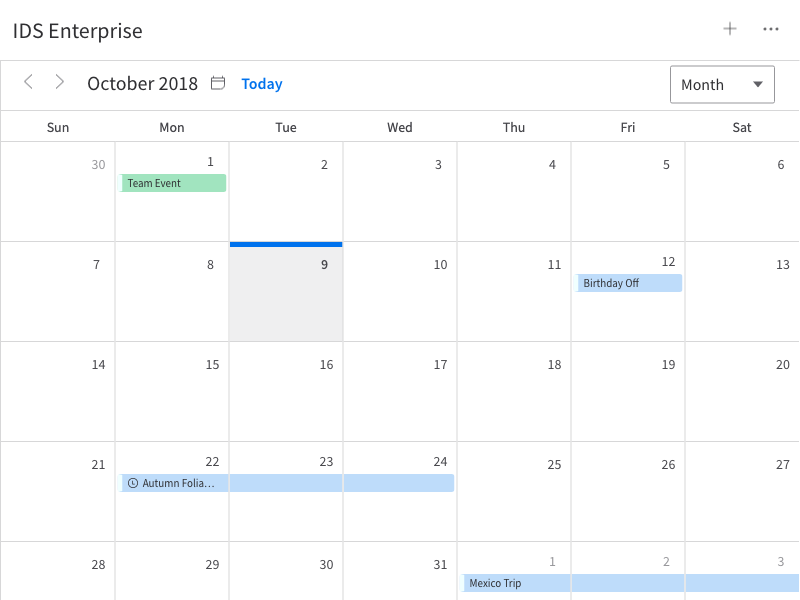 IDS Enterprise
October 2018 Today Month
Sun Mon Tue Wed Thu Fri Sat
30 1 2 3 4 5 6
Team Event
7 8 9 10 11 12 13
Birthday Off
14 15 16 17 18 19 20
21 22 23 24 25 26 27
Autumn Folia...
28 29 30 31 1 2 3
Mexico Trip